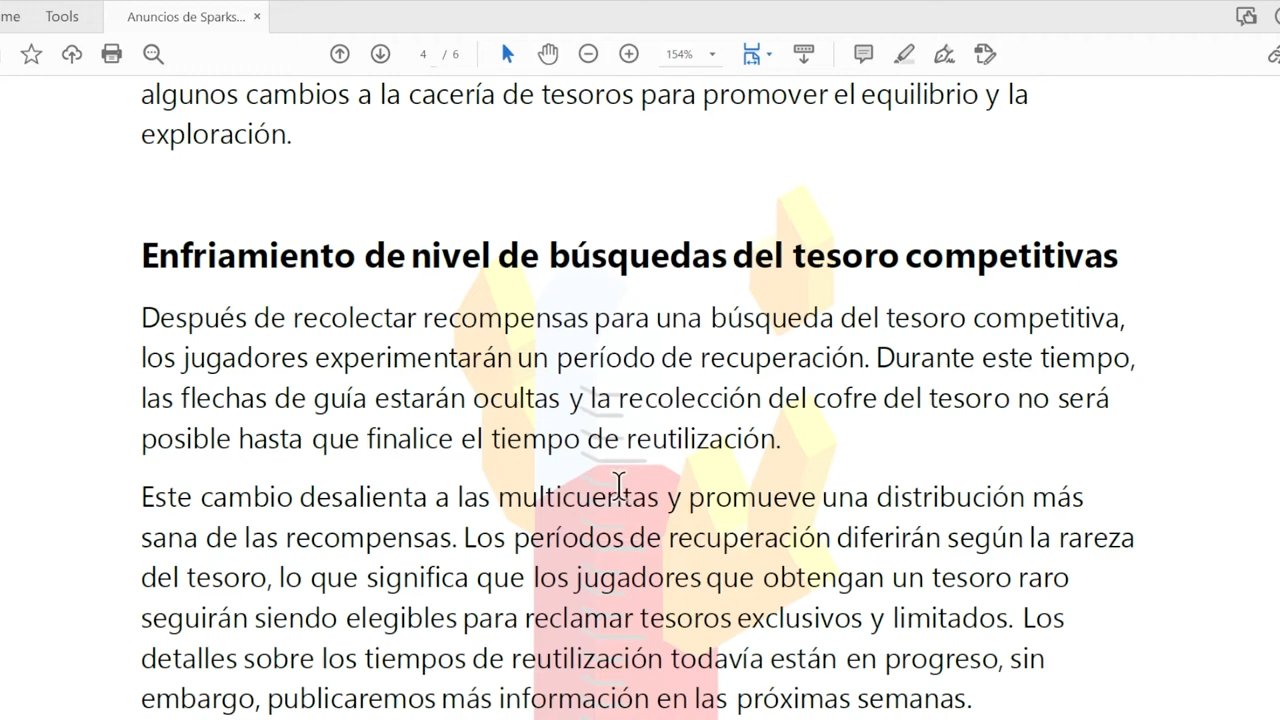 me Tools Anuncios de Sparks... ×
4 / 6 154%
algunos cambios a la cacería de tesoros para promover el equilibrio y la
exploración.
Enfriamiento de nivel de búsquedas del tesoro competitivas
Después de recolectar recompensas para una búsqueda del tesoro competitiva,
los jugadores experimentarán un período de recuperación. Durante este tiempo,
las flechas de guía estarán ocultas y la recolección del cofre del tesoro no será
posible hasta que finalice el tiempo de reutilización.
Este cambio desalienta a las multicuentas y promueve una distribución más
sana de las recompensas. Los períodos de recuperación diferirán según la rareza
del tesoro, lo que significa que los jugadores que obtengan un tesoro raro
seguirán siendo elegibles para reclamar tesoros exclusivos y limitados. Los
detalles sobre los tiempos de reutilización todavía están en progreso, sin
embargo, publicaremos más información en las próximas semanas.